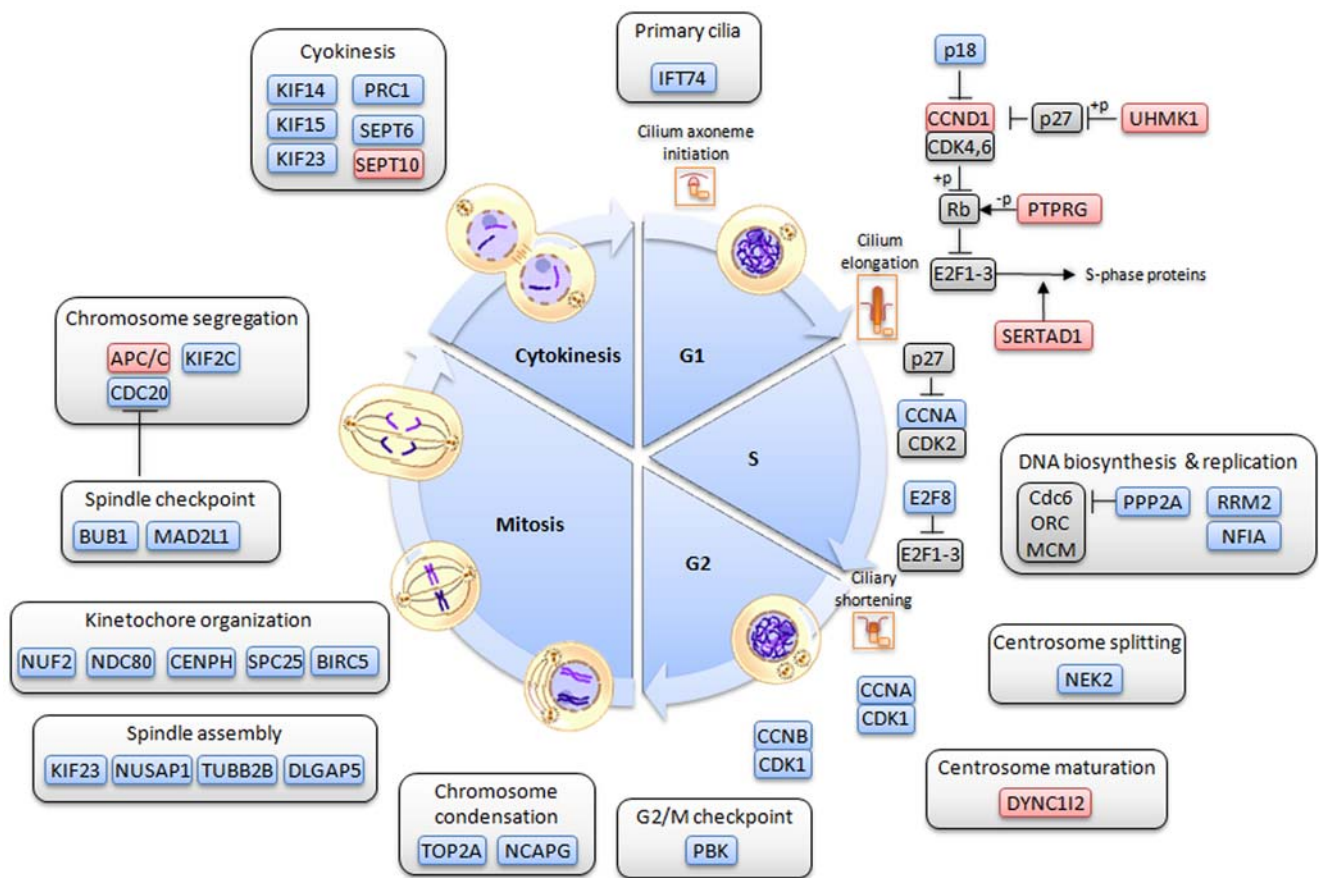 Cyokinesis
KIF14
PRC1
KIF15
SEPT6
KIF23
SEPT10
Primary cilia
IFT74
Cilium axoneme
initiation
p18
CCND1
CDK4,6
p27
+p
UHMK1
+p
Rb
-p
PTPRG
E2F1-3
S-phase proteins
SERTAD1
Cilium
elongation
Chromosome segregation
APC/C
KIF2C
CDC20
Spindle checkpoint
BUB1
MAD2L1
Cytokinesis
G1
S
G2
Mitosis
p27
CCNA
CDK2
E2F8
E2F1-3
DNA biosynthesis & replication
Cdc6
ORC
MCM
PPP2A
RRM2
NFIA
Ciliary
shortening
Kinetochore organization
NUF2
NDC80
CENPH
SPC25
BIRC5
Spindle assembly
KIF23
NUSAP1
TUBB2B
DLGAP5
Chromosome
condensation
TOP2A
NCAPG
G2/M checkpoint
PBK
CCNB
CDK1
CCNA
CDK1
Centrosome splitting
NEK2
Centrosome maturation
DYNC1I2